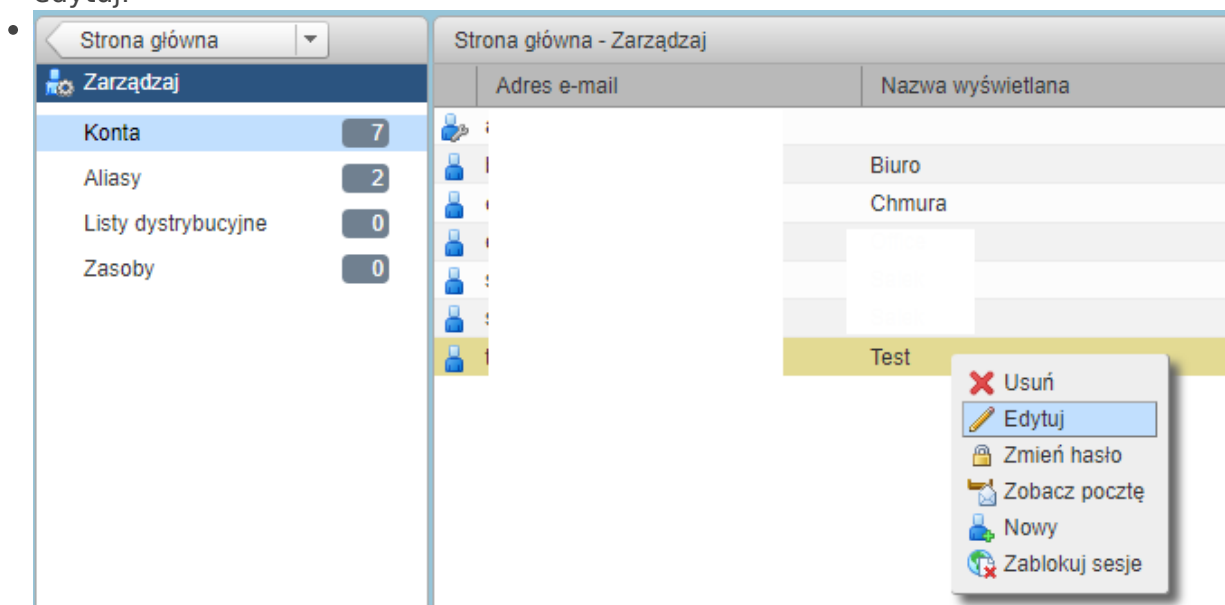 Strona główna
Strona główna - Zarządzaj
Zarządzaj
Adres e-mail
Nazwa wyświetlana
Konta 7
Aliasy 2
Listy dystrybucyjne 0
Zasoby 0
Biuro
Chmura
Test
Usuń
Edytuj
Zmień hasło
Zobacz pocztę
Nowy
Zablokuj sesje